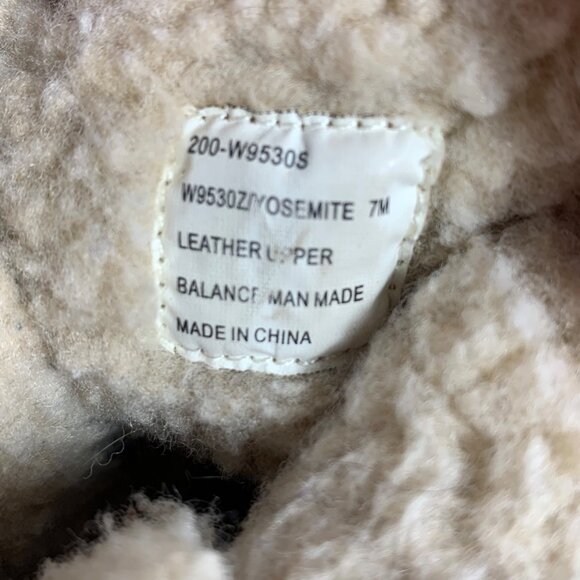 200-W9530S
W9530Z/YOSEMITE 7M
LEATHER UPPER
BALANCE MAN MADE
MADE IN CHINA